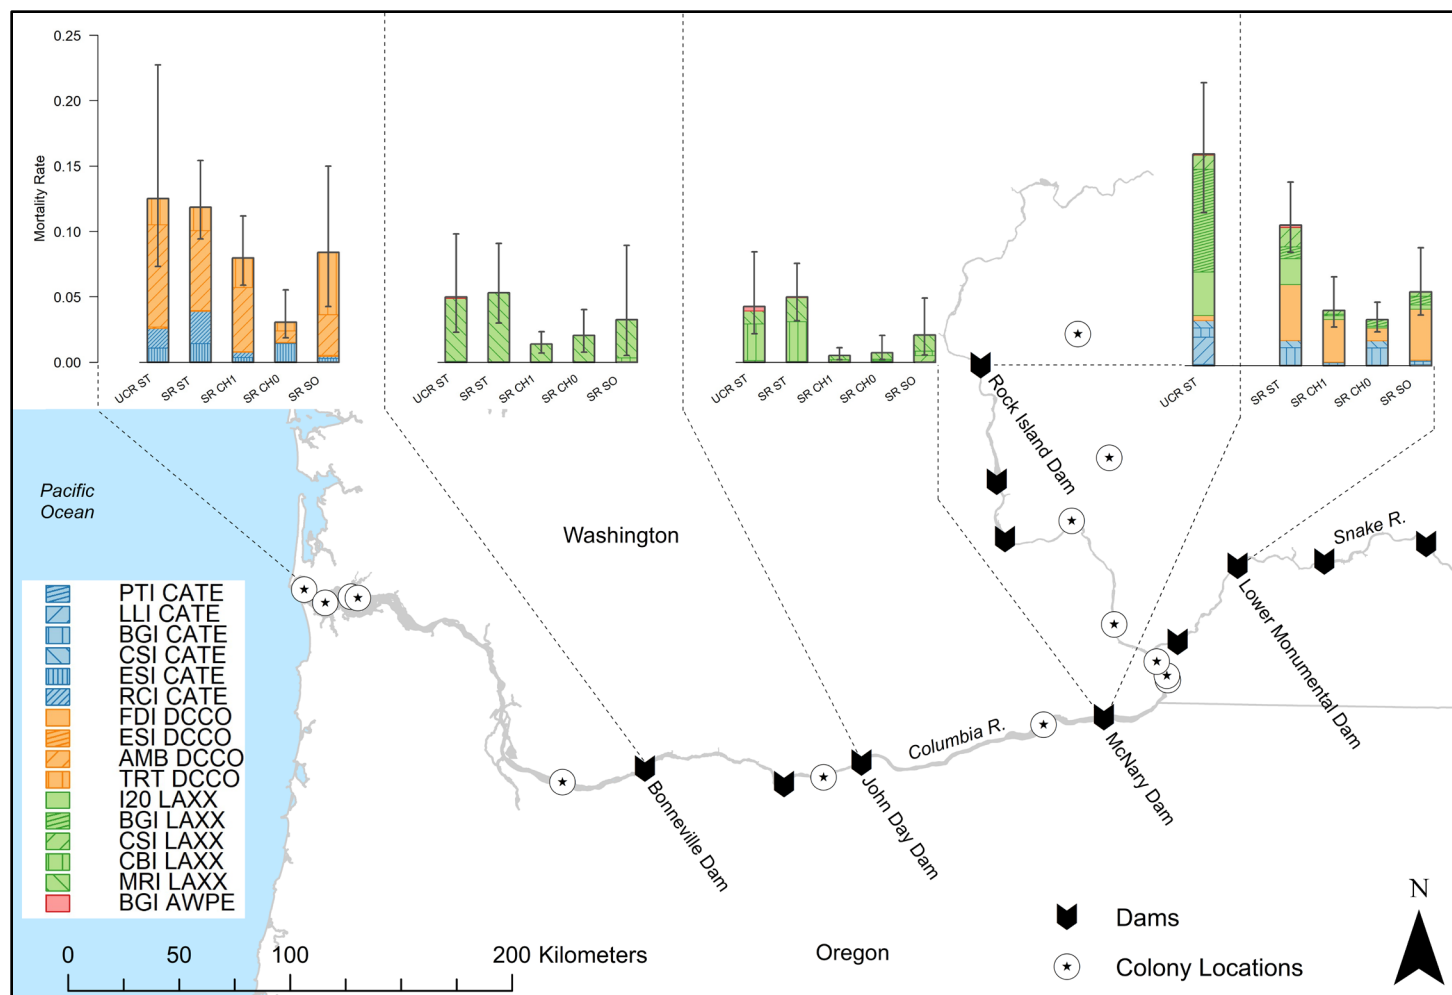 0.25
0.20
0.15
0.10
0.05
0.00
Mortality Rate
UCR ST
SR ST
SR CH1
SR CH0
SR SO
UCR ST
SR ST
SR CH1
SR CH0
SR SO
UCR ST
SR ST
SR CH1
SR CH0
SR SO
UCR ST
SR ST
SR CH1
SR CH0
SR SO
Rock Island Dam
Pacific
Ocean
Washington
Snake R.
Lower Monumental Dam
Columbia R.
McNary Dam
John Day Dam
Bonneville Dam
PTI CATE
LLI CATE
BGI CATE
CSI CATE
ESI CATE
RCI CATE
FDI DCCO
ESI DCCO
AMB DCCO
TRT DCCO
I20 LAXX
BGI LAXX
CSI LAXX
CBI LAXX
MRI LAXX
BGI AWPE
0 50 100 200 Kilometers
Oregon
Dams
Colony Locations
N